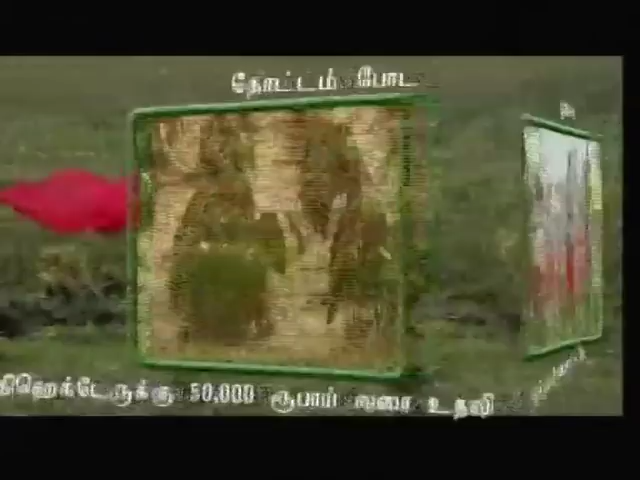 தோட்டம் போட
ஹெக்டேருக்கு 50,000 ரூபாய் வரை உதவி